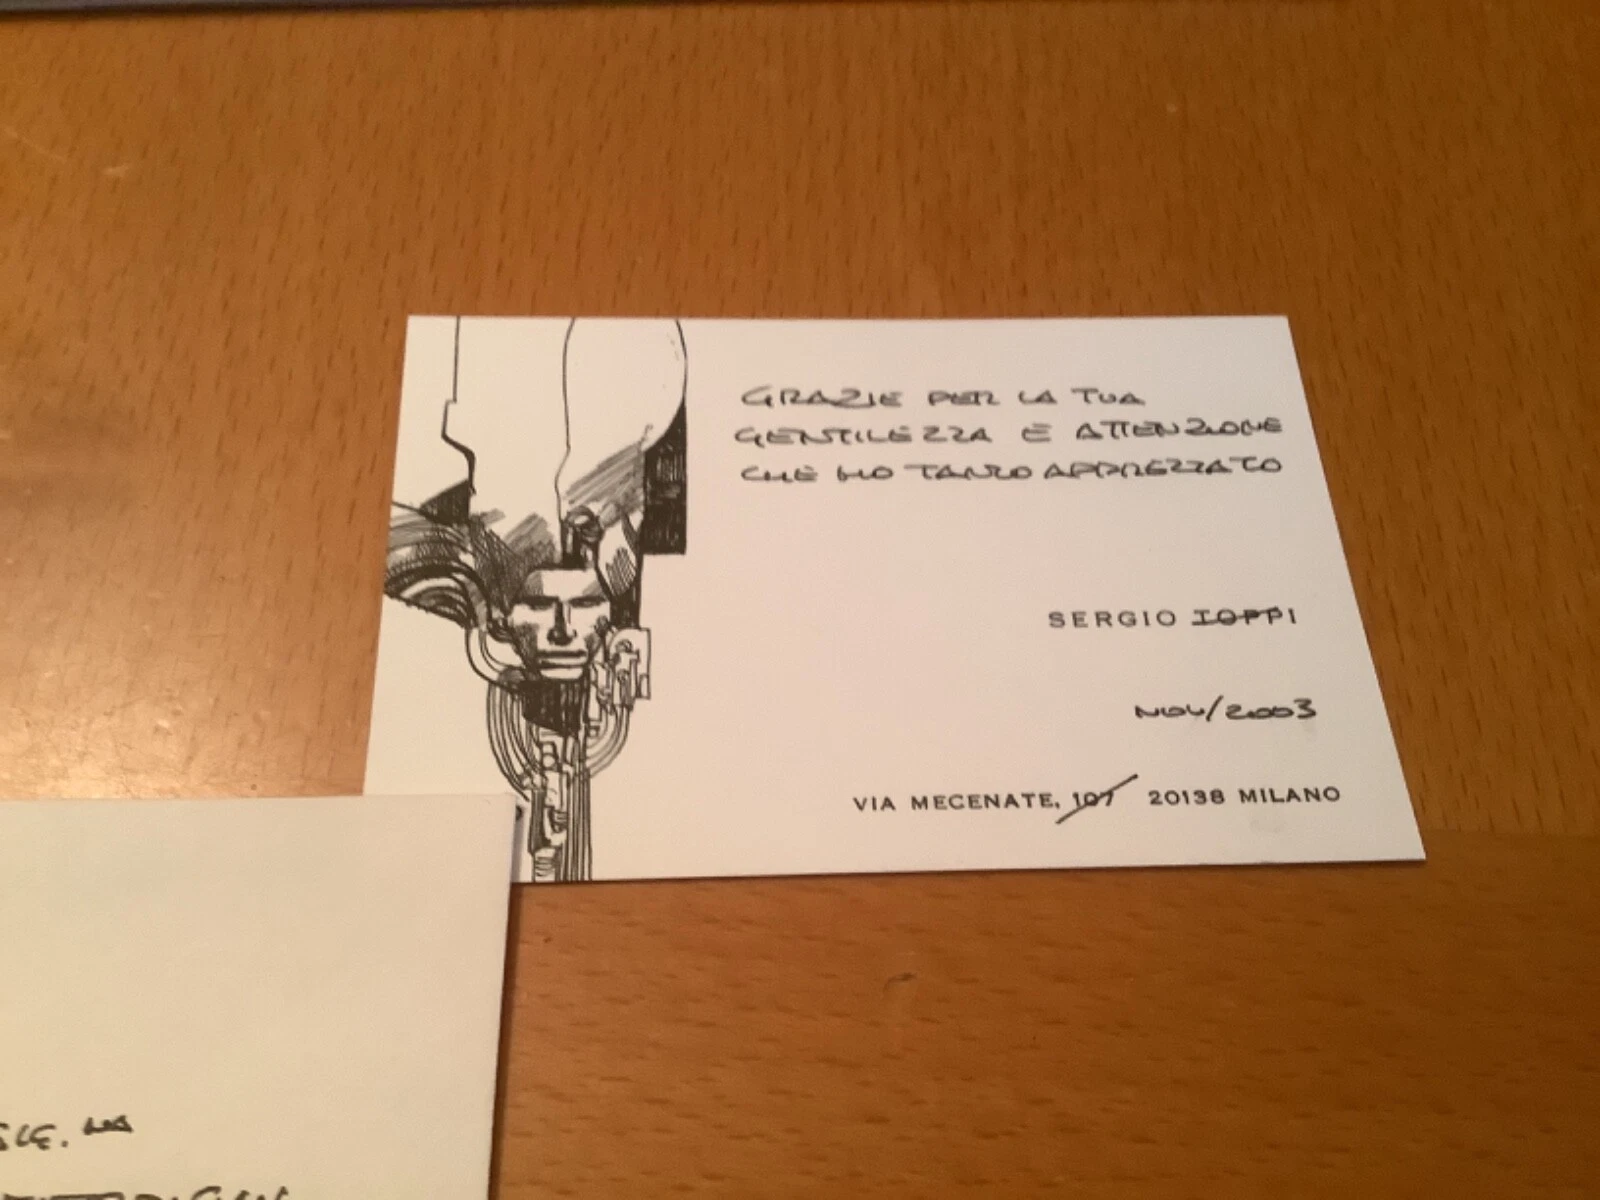 GRAZIE PER LA TUA
GENTILEZZA E ATTENZIONE
CHE HO TANTO APPREZZATO
SERGIO TOPPI
NOV/2003
VIA MECENATE, 107 20138 MILANO